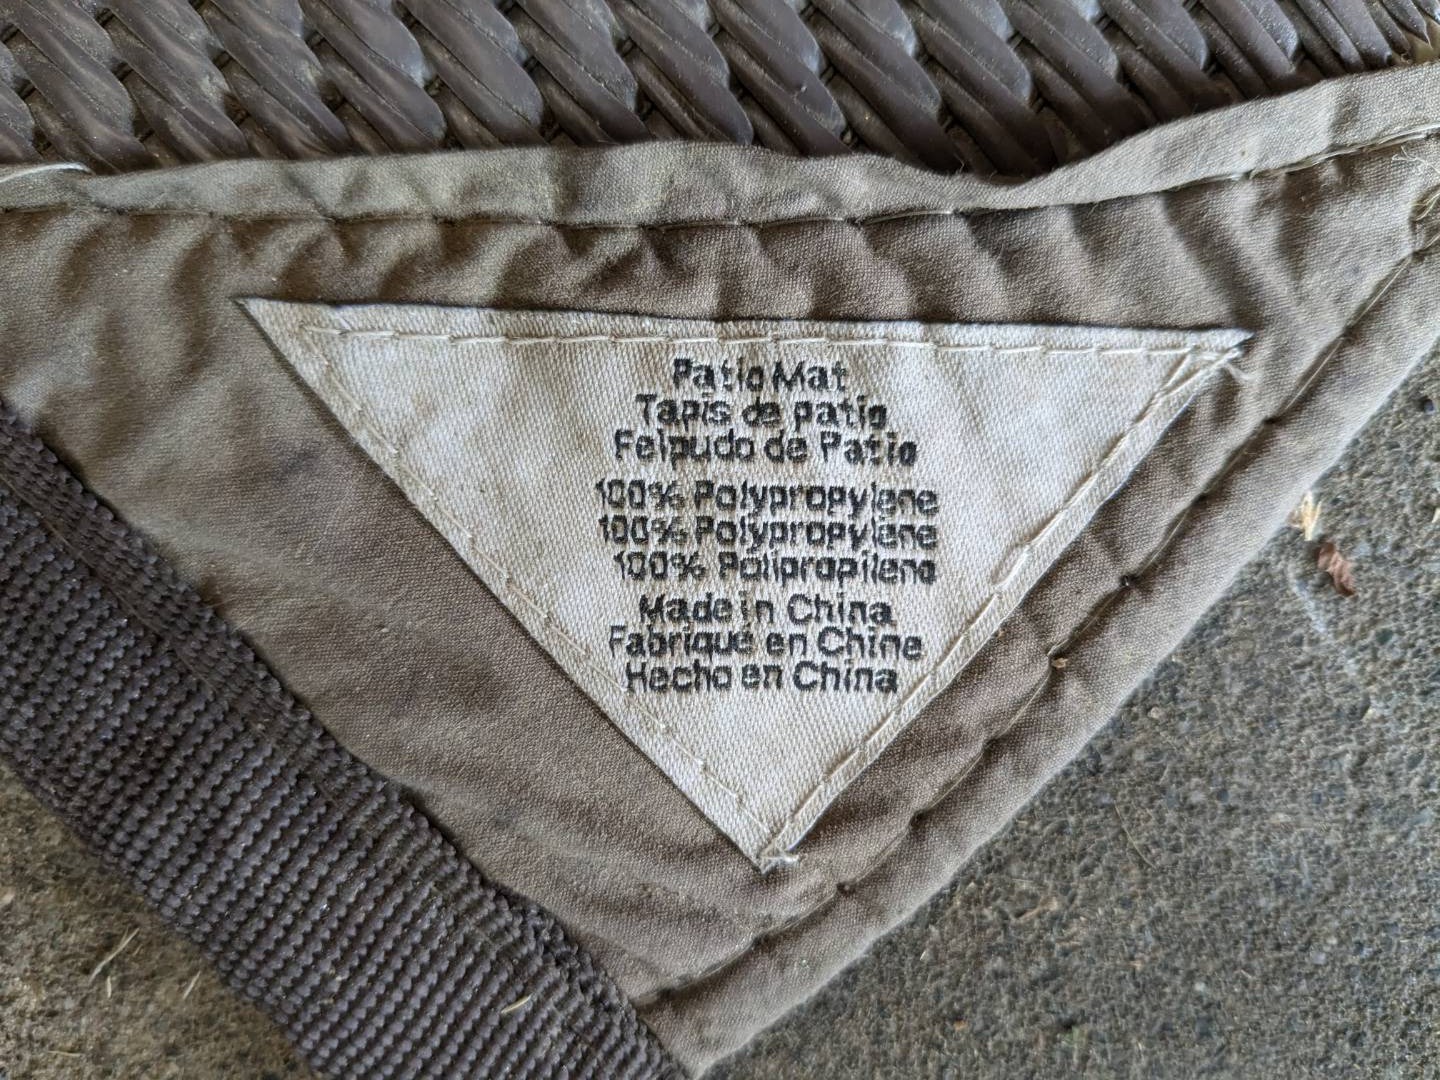 Patio Mat
Tapis de patio
Felpudo de Patio
100% Polypropylene
100% Polypropylene
100% Polipropileno
Made in China
Fabrique en Chine
Hecho en China